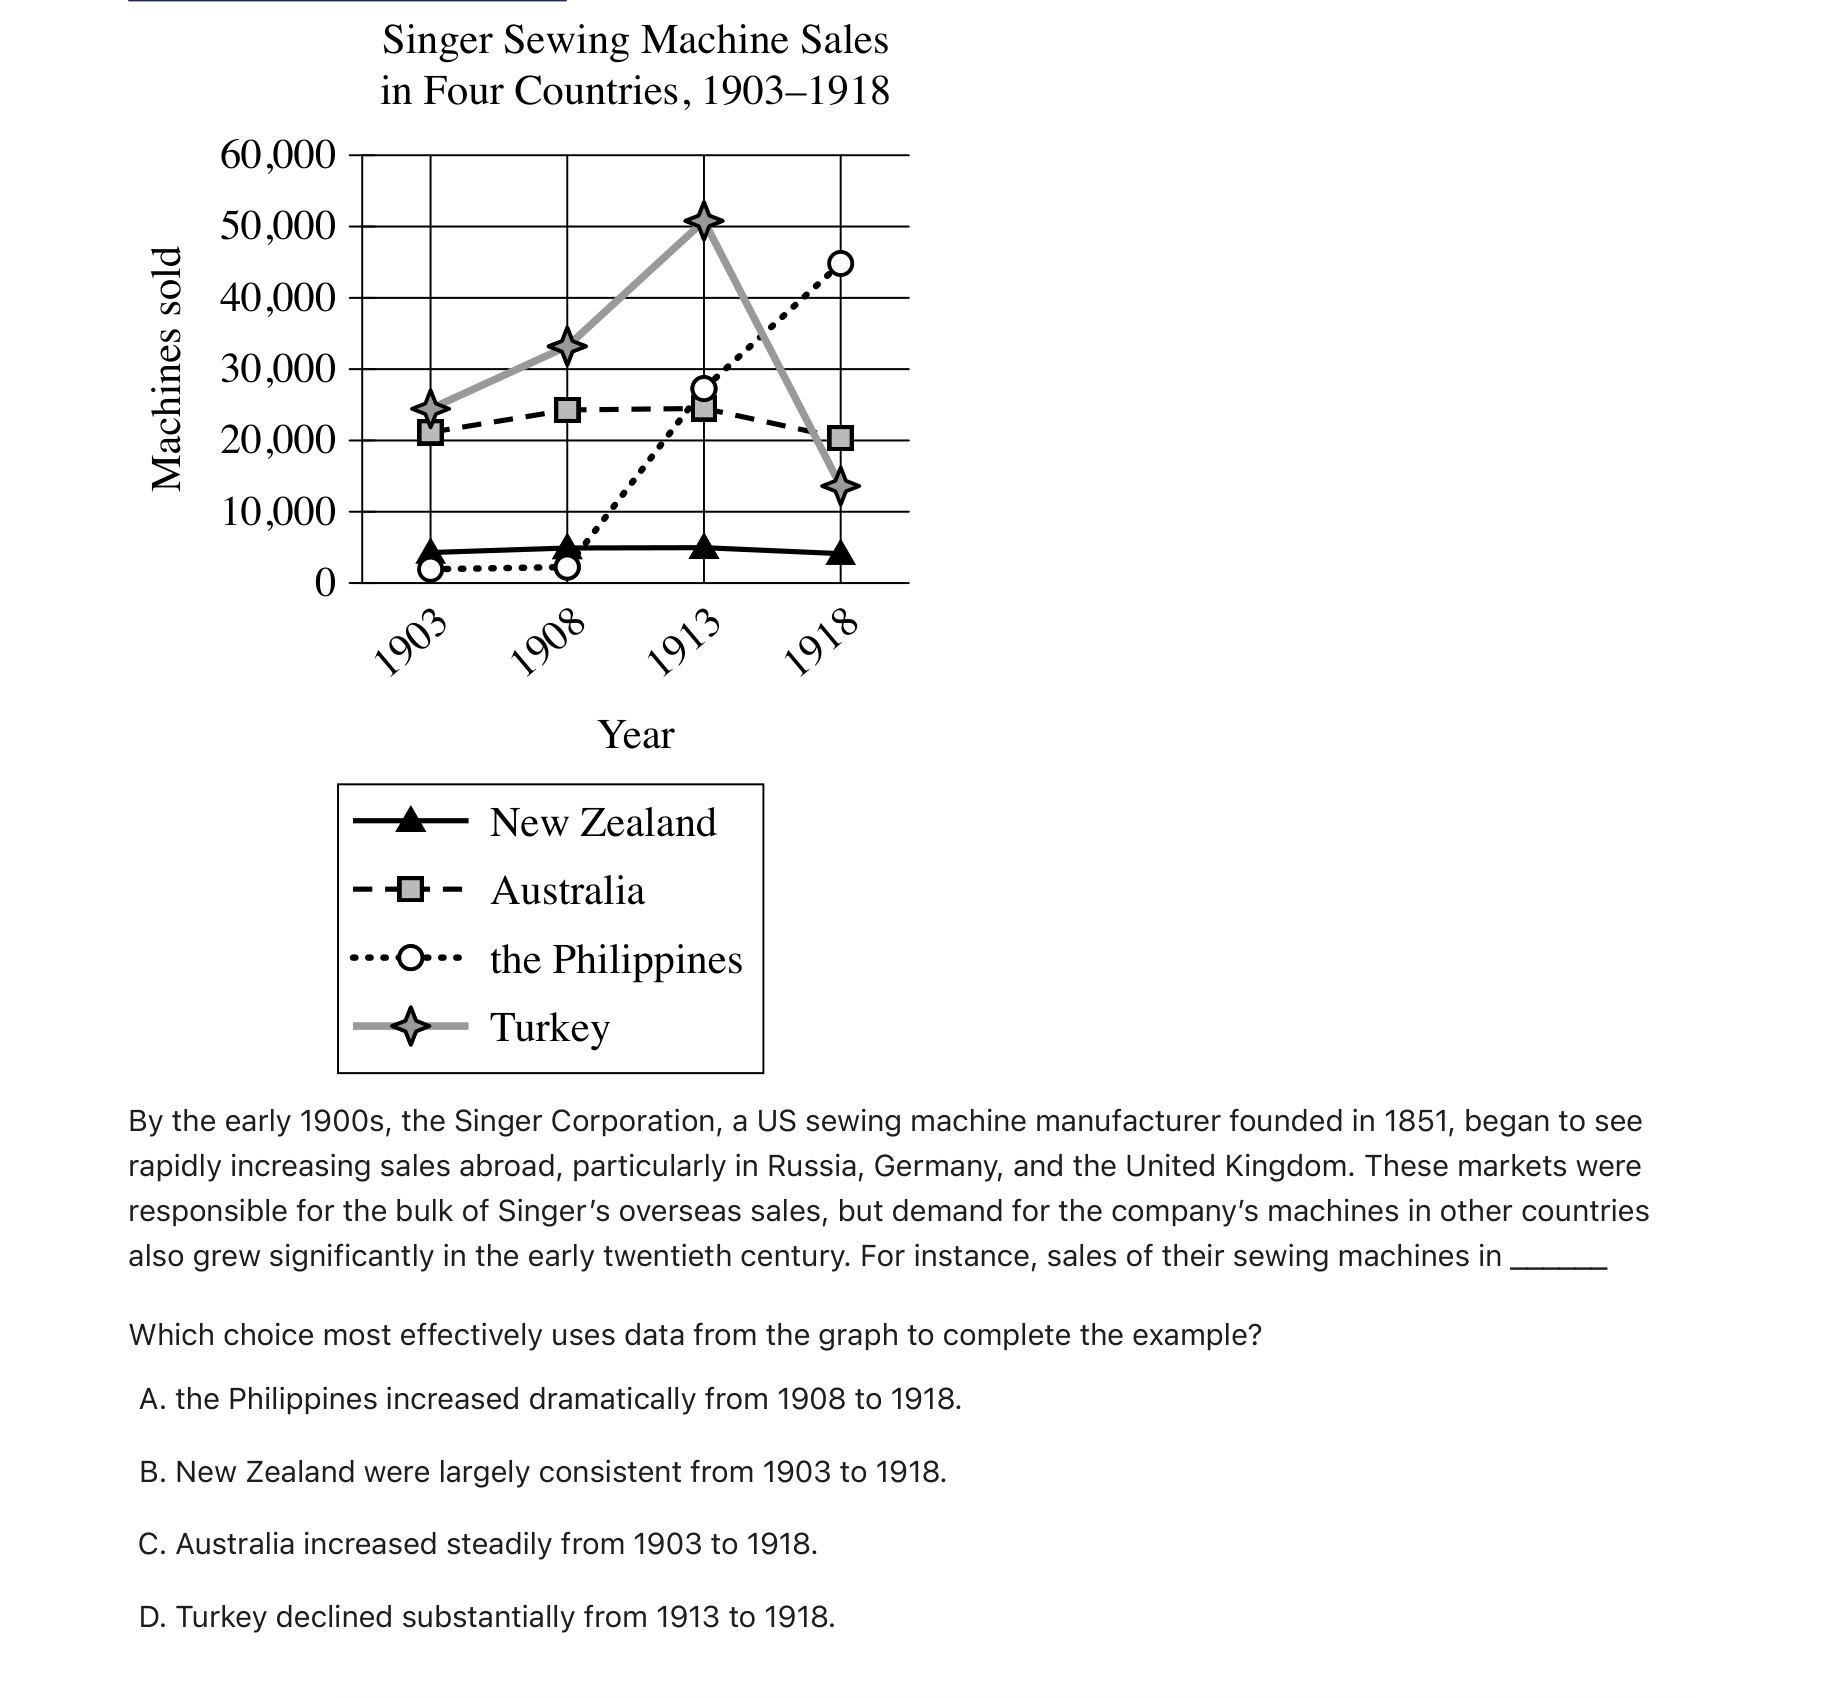 Singer Sewing Machine Sales
in Four Countries, 1903–1918
60,000
50,000
40,000
30,000
20,000
10,000
0
Machines sold
1903 1908 1913 1918
Year
New Zealand
Australia
the Philippines
Turkey
By the early 1900s, the Singer Corporation, a US sewing machine manufacturer founded in 1851, began to see
rapidly increasing sales abroad, particularly in Russia, Germany, and the United Kingdom. These markets were
responsible for the bulk of Singer’s overseas sales, but demand for the company’s machines in other countries
also grew significantly in the early twentieth century. For instance, sales of their sewing machines in ______
Which choice most effectively uses data from the graph to complete the example?
A. the Philippines increased dramatically from 1908 to 1918.
B. New Zealand were largely consistent from 1903 to 1918.
C. Australia increased steadily from 1903 to 1918.
D. Turkey declined substantially from 1913 to 1918.